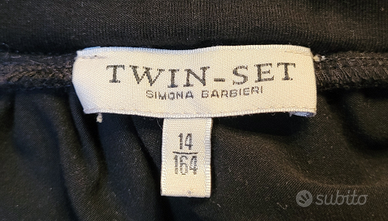 TWIN-SET
SIMONA BARBIERI
14
164
subito